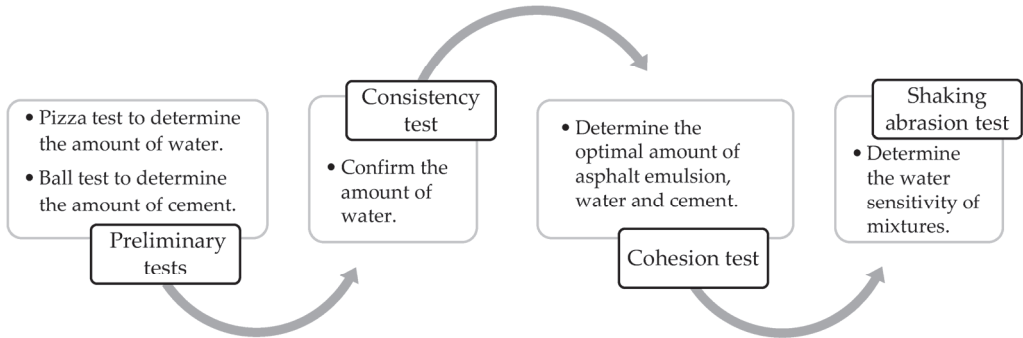 • Pizza test to determine
the amount of water.
• Ball test to determine
the amount of cement.
Preliminary
tests
Consistency
test
• Confirm the
amount of
water.
• Determine the
optimal amount of
asphalt emulsion,
water and cement.
Cohesion test
Shaking
abrasion test
• Determine
the water
sensitivity of
mixtures.